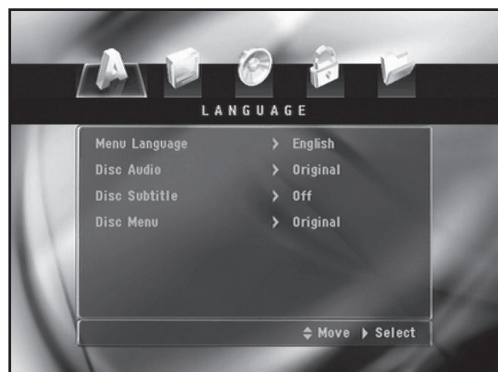 A
LANGUAGE
Menu Language English
Disc Audio Original
Disc Subtitle Off
Disc Menu Original
Move Select